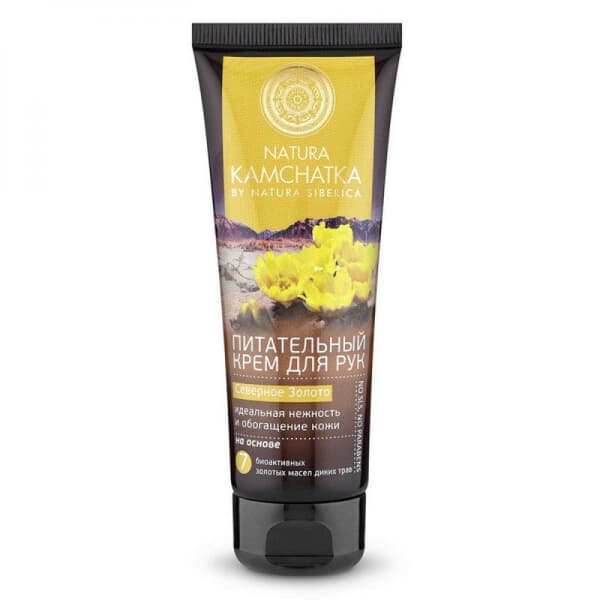 NATURA
KAMCHATKA
BY NATURA SIBERICA
ПИТАТЕЛЬНЫЙ
КРЕМ ДЛЯ РУК
Северное Золото
идеальная нежность
и обогащение кожи
на основе
7 биоактивных
золотых масел диких трав
NO SLS, NO PARABENS